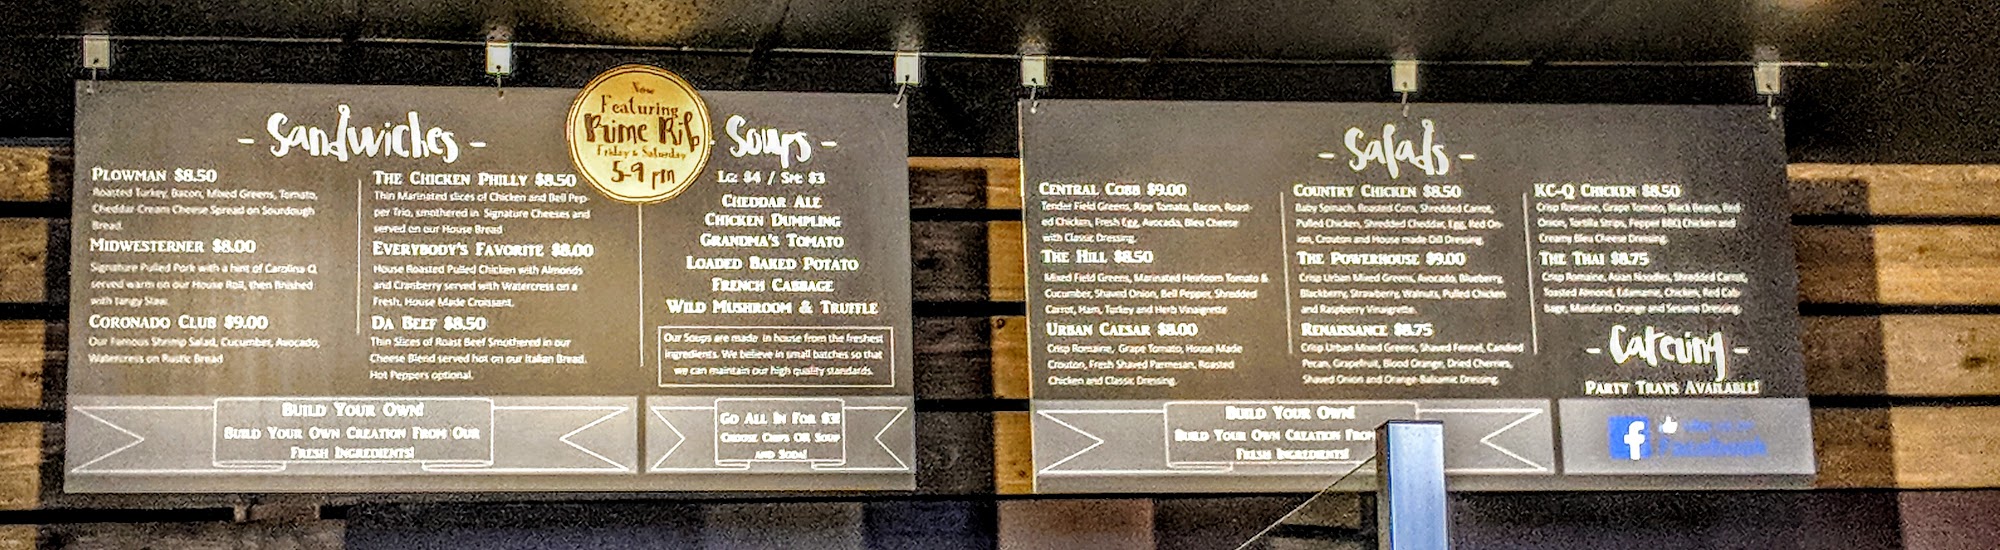 - Sandwiches -
Plowman $8.50
Roasted Turkey, Bacon, Mixed Greens, Tomato,
Cheddar-Cream Cheese Spread on Sourdough
Bread.
Midwesterner $8.00
Signature Pulled Pork with a hint of Carolina Q,
served warm on our House Roll, then finished
with tangy Slaw.
Coronado Club $9.00
Our Famous Shrimp Salad, Cucumber, Avocado,
Watercress on Rustic Bread
The Chicken Philly $8.50
Thin Marinated slices of Chicken and Bell Pep-
per Trio, smothered in Signature Cheeses and
served on our House Bread
Everybody's Favorite $8.00
House Roasted Pulled Chicken with Almonds
and Cranberry served with Watercress on a
Fresh, House Made Croissant.
Da Beef $8.50
Thin Slices of Roast Beef Smothered in our
Cheese Blend served hot on our Italian Bread.
Hot Peppers optional.
Build Your Own!
Build Your Own Creation From Our
Fresh Ingredients!
Now
Featuring
Prime Rib
Friday & Saturday
5-9 pm
Soups -
Lg: $4 / Sm: $3
Cheddar Ale
Chicken Dumpling
Grandma's Tomato
Loaded Baked Potato
French Cabbage
Wild Mushroom & Truffle
Our Soups are made in house from the freshest
ingredients. We believe in small batches so that
we can maintain our high quality standards.
Go All In For $3!
Choose Chips OR Soup
and Soda!
- Salads -
Central Cobb $9.00
Tender Field Greens, Ripe Tomato, Bacon, Roast-
ed Chicken, Fresh Egg, Avocado, Bleu Cheese
with Classic Dressing.
The Hill $8.50
Mixed Field Greens, Marinated Heirloom Tomato &
Cucumber, Shaved Onion, Bell Pepper, Shredded
Carrot, Ham, Turkey and Herb Vinaigrette
Urban Caesar $8.00
Crisp Romaine, Grape Tomato, House Made
Crouton, Fresh Shaved Parmesan, Roasted
Chicken and Classic Dressing.
Country Chicken $8.50
Baby Spinach, Roasted Corn, Shredded Carrot,
Pulled Chicken, Shredded Cheddar, Egg, Red On-
ion, Crouton and House made Dill Dressing.
The Powerhouse $9.00
Crisp Urban Mixed Greens, Avocado, Blueberry,
Blackberry, Strawberry, Walnuts, Pulled Chicken
and Raspberry Vinaigrette.
Renaissance $8.75
Crisp Urban Mixed Greens, Shaved Fennel, Candied
Pecan, Grapefruit, Blood Orange, Dried Cherries,
Shaved Onion and Orange-Balsamic Dressing.
KC-Q Chicken $8.50
Crisp Romaine, Grape Tomato, Black Beans, Red
Onion, Tortilla Strips, Pepper BBQ Chicken and
Creamy Bleu Cheese Dressing.
The Thai $8.75
Crisp Romaine, Asian Noodles, Shredded Carrot,
Toasted Almond, Edamame, Chicken, Red Cab-
bage, Mandarin Orange and Sesame Dressing.
- Catering -
Party Trays Available!
Build Your Own!
Build Your Own Creation From
Fresh Ingredients!
f